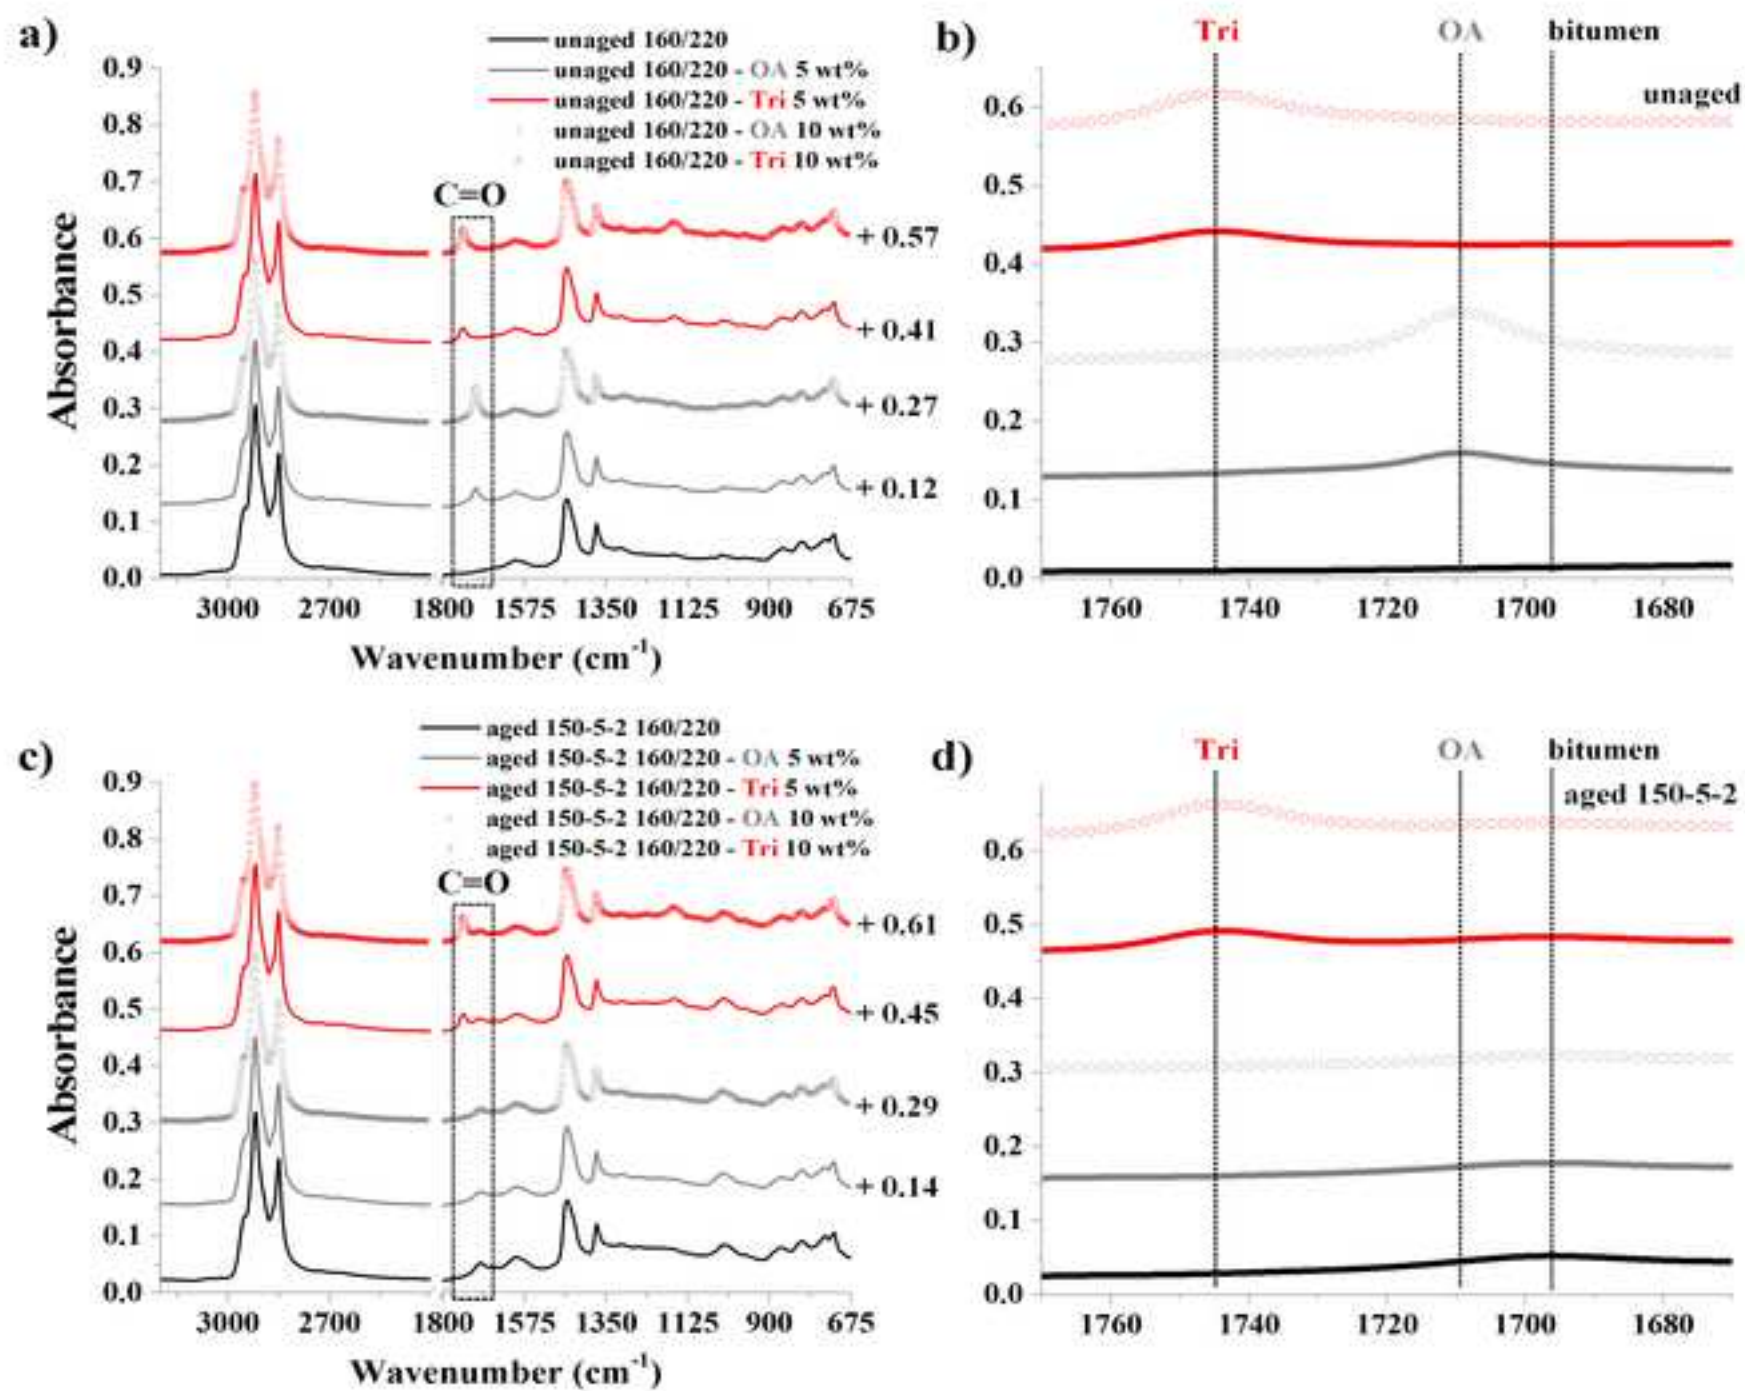 a)
unaged 160/220
unaged 160/220 - OA 5 wt%
unaged 160/220 - Tri 5 wt%
unaged 160/220 - OA 10 wt%
unaged 160/220 - Tri 10 wt%
C=O
0.9
0.8
0.7
0.6
0.5
0.4
0.3
0.2
0.1
0.0
Absorbance
+ 0.57
+ 0.41
+ 0.27
+ 0.12
3000 2700 1800 1575 1350 1125 900 675
Wavenumber (cm-1)
b)
Tri OA bitumen
unaged
0.6
0.5
0.4
0.3
0.2
0.1
0.0
1760 1740 1720 1700 1680
c)
aged 150-5-2 160/220
aged 150-5-2 160/220 - OA 5 wt%
aged 150-5-2 160/220 - Tri 5 wt%
aged 150-5-2 160/220 - OA 10 wt%
aged 150-5-2 160/220 - Tri 10 wt%
C=O
0.9
0.8
0.7
0.6
0.5
0.4
0.3
0.2
0.1
0.0
Absorbance
+ 0.61
+ 0.45
+ 0.29
+ 0.14
3000 2700 1800 1575 1350 1125 900 675
Wavenumber (cm-1)
d)
Tri OA bitumen
aged 150-5-2
0.6
0.5
0.4
0.3
0.2
0.1
0.0
1760 1740 1720 1700 1680